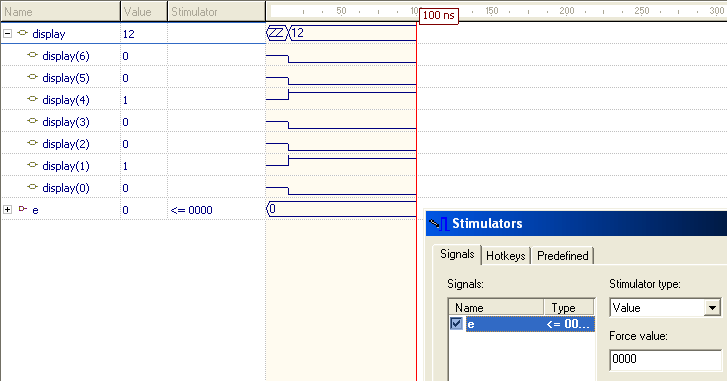 Name Value Stimulator 50 100 ns 150 200 250 300
display 12 ZZ 12
display(6) 0
display(5) 0
display(4) 1
display(3) 0
display(2) 0
display(1) 1
display(0) 0
e 0 <= 0000 0
Stimulators
Signals Hotkeys Predefined
Signals: Stimulator type:
Name Type Value
e <= 00...
Force value:
0000